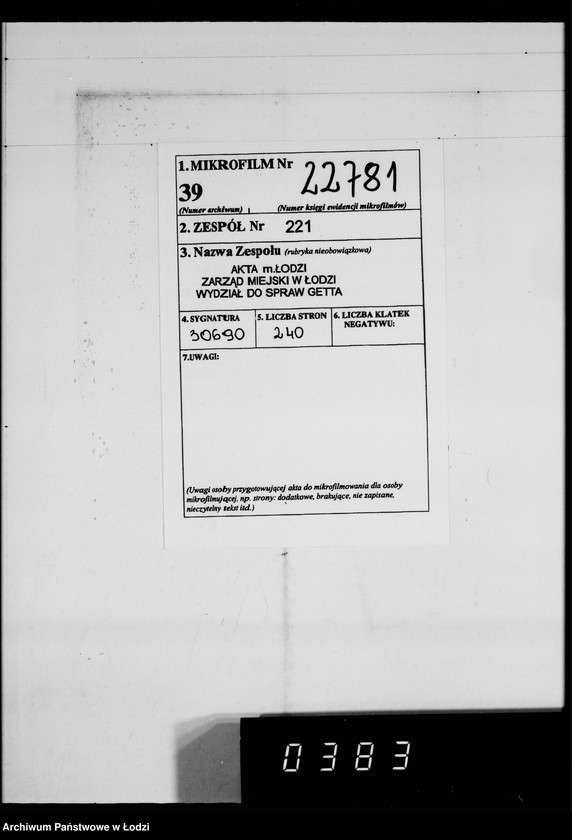 1. MIKROFILM Nr 22781
39
(Numer archiwum) (Numer księgi ewidencji mikrofilmów)
2. ZESPÓŁ Nr 221
3. Nazwa Zespołu (rubryka nieobowiązkowa)
AKTA m.ŁODZI
ZARZĄD MIEJSKI W ŁODZI
WYDZIAŁ DO SPRAW GETTA
4. SYGNATURA 5. LICZBA STRON 6. LICZBA KLATEK
NEGATYWU:
30690 240
7.UWAGI:
(Uwagi osoby przygotowującej akta do mikrofilmowania dla osoby
mikrofilmującej, np. strony: dodatkowe, brakujące, nie zapisane,
nieczytelny tekst itd.)
0383
Archiwum Państwowe w Łodzi